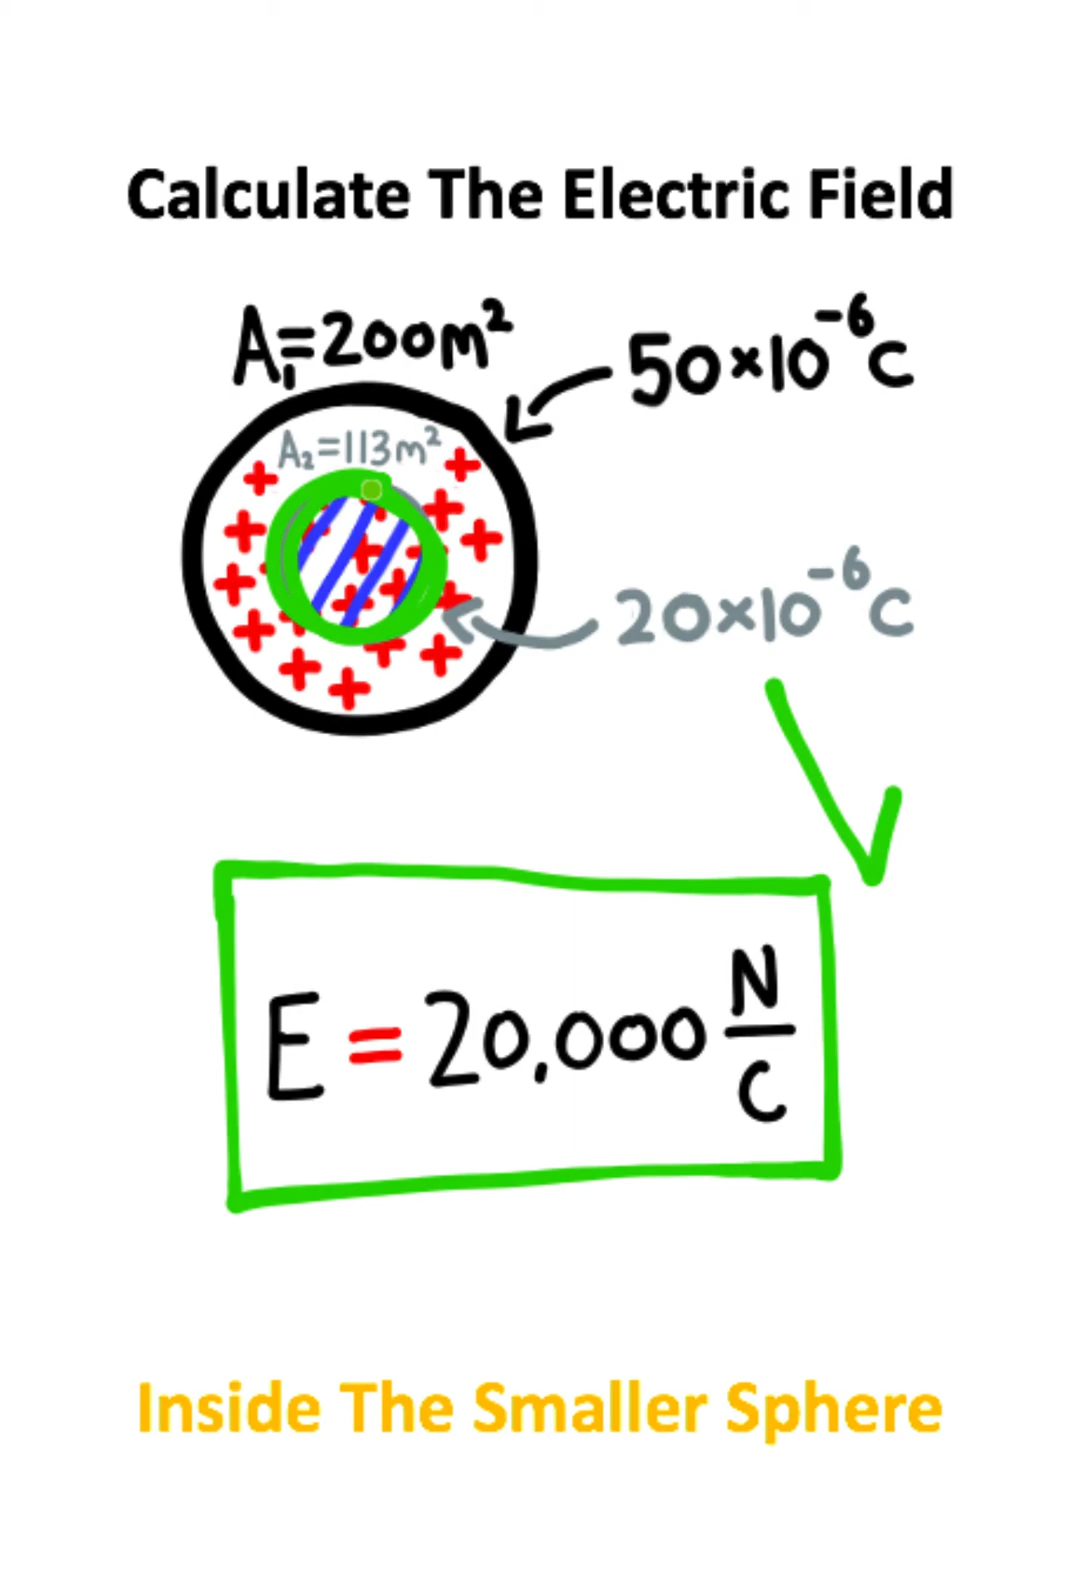 Calculate The Electric Field
A₁=200m²
50×10⁻⁶C
A₂=113m²
20×10⁻⁶C
E = 20,000 N/C
Inside The Smaller Sphere